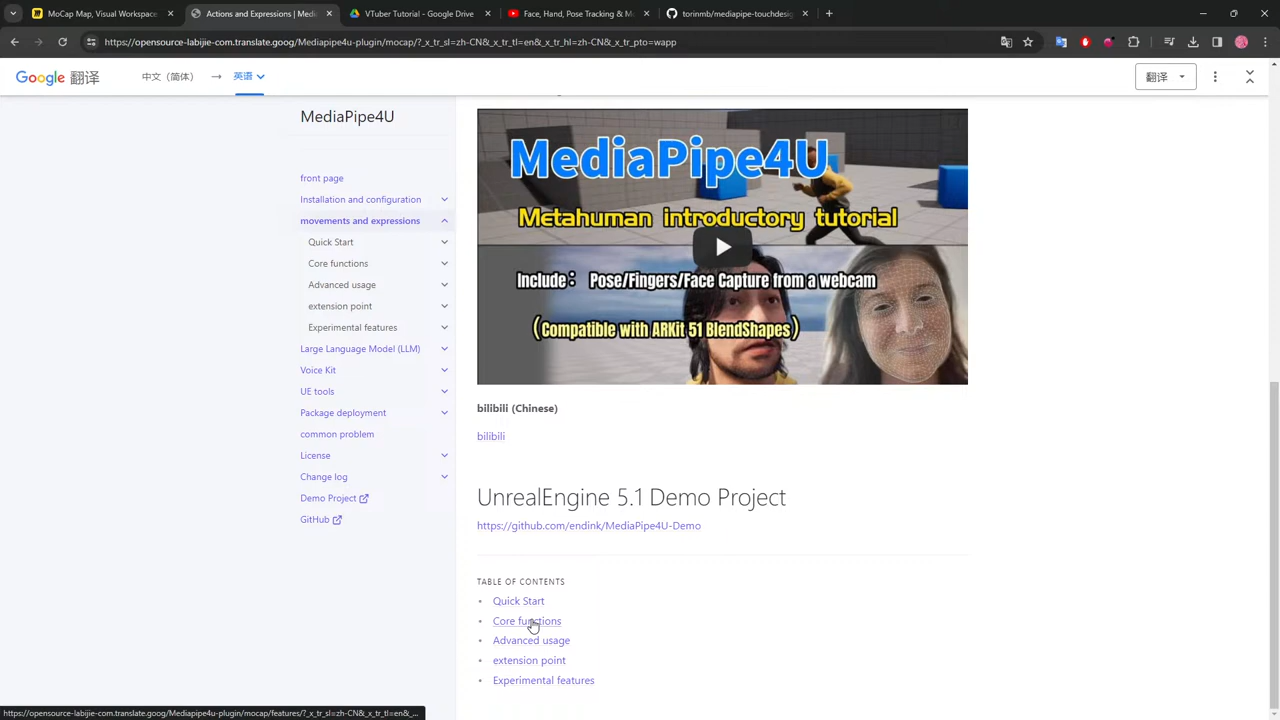 MoCap Map, Visual Workspace
Actions and Expressions | Med
VTuber Tutorial - Google Drive
Face, Hand, Pose Tracking & M
torinmb/mediapipe-touchdesig
https://opensource-labijie-com.translate.goog/Mediapipe4u-plugin/mocap/?_x_tr_sl=zh-CN&_x_tr_tl=en&_x_tr_hl=zh-CN&_x_tr_pto=wapp
Google 翻译
中文（简体） → 英语
翻译
MediaPipe4U
front page
Installation and configuration
movements and expressions
Quick Start
Core functions
Advanced usage
extension point
Experimental features
Large Language Model (LLM)
Voice Kit
UE tools
Package deployment
common problem
License
Change log
Demo Project
GitHub
MediaPipe4U
Metahuman introductory tutorial
Include： Pose/Fingers/Face Capture from a webcam
（Compatible with ARKit 51 BlendShapes）
bilibili (Chinese)
bilibili
UnrealEngine 5.1 Demo Project
https://github.com/endink/MediaPipe4U-Demo
TABLE OF CONTENTS
Quick Start
Core functions
Advanced usage
extension point
Experimental features
https://opensource-labijie-com.translate.goog/Mediapipe4u-plugin/mocap/features/?_x_tr_sl=zh-CN&_x_tr_tl=en&_...